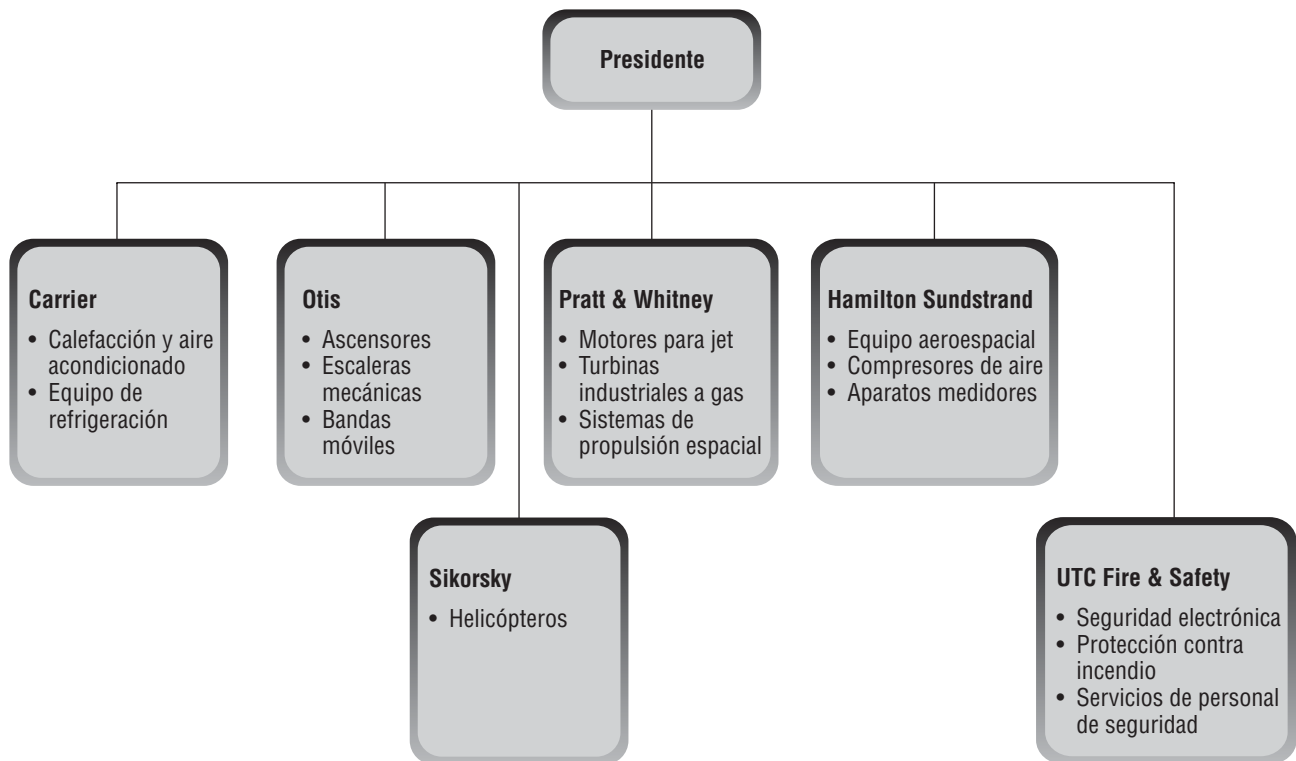 Presidente
Carrier
• Calefacción y aire
acondicionado
• Equipo de
refrigeración
Otis
• Ascensores
• Escaleras
mecánicas
• Bandas
móviles
Pratt & Whitney
• Motores para jet
• Turbinas
industriales a gas
• Sistemas de
propulsión espacial
Hamilton Sundstrand
• Equipo aeroespacial
• Compresores de aire
• Aparatos medidores
Sikorsky
• Helicópteros
UTC Fire & Safety
• Seguridad electrónica
• Protección contra
incendio
• Servicios de personal
de seguridad